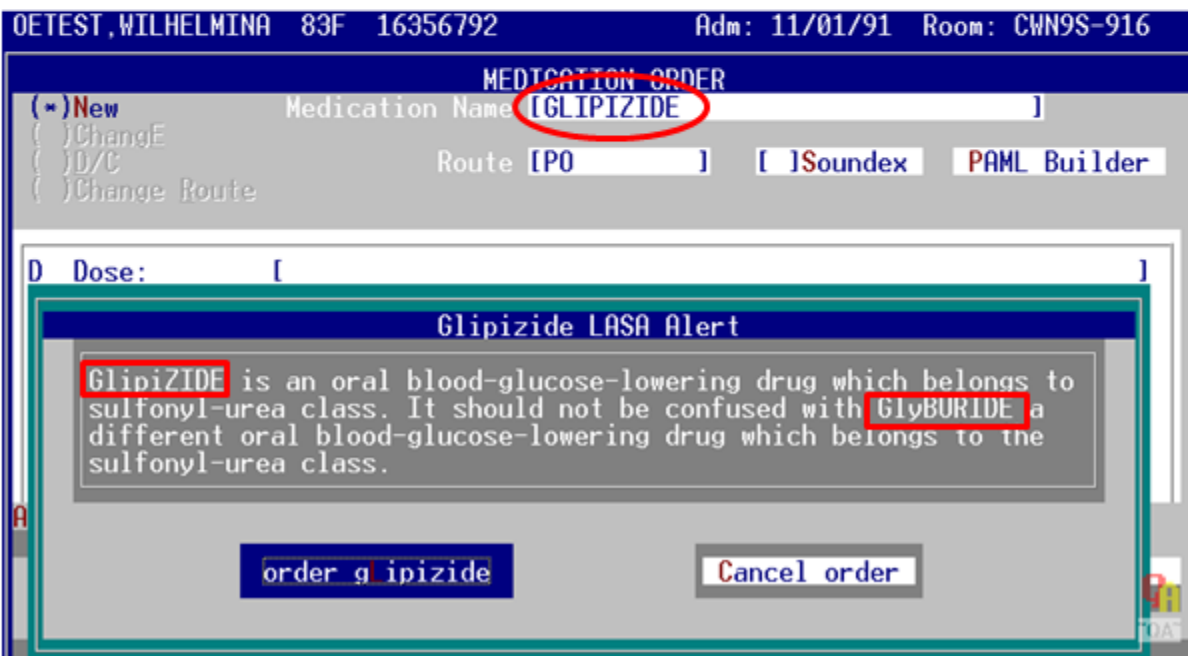 OETEST,WILHELMINA 83F 16356792 Adm: 11/01/91 Room: CWN9S-916
MEDICATION ORDER
(*)New Medication Name [GLIPIZIDE ]
( )ChangE
( )D/C Route [PO ] [ ]Soundex PAML Builder
( )Change Route
D Dose: [ ]
Glipizide LASA Alert
GlipiZIDE is an oral blood-glucose-lowering drug which belongs to
sulfonyl-urea class. It should not be confused with GlyBURIDE a
different oral blood-glucose-lowering drug which belongs to the
sulfonyl-urea class.
A
order gLipizide Cancel order